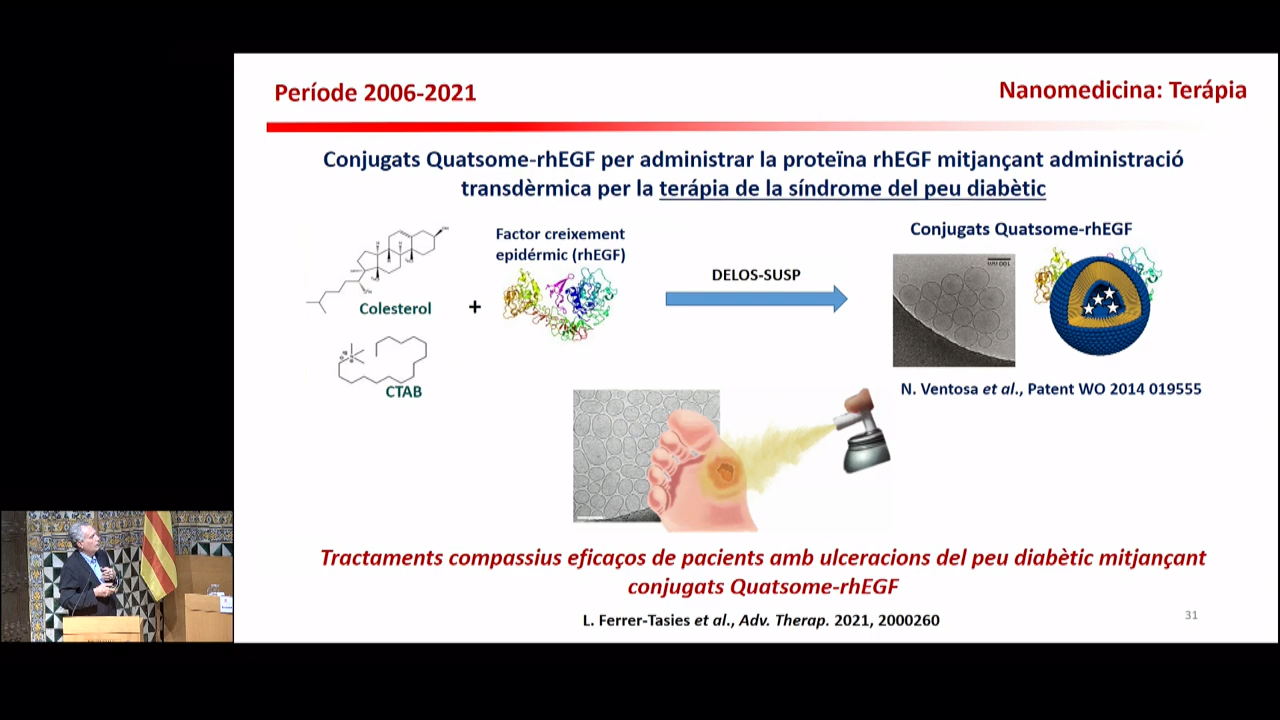 Període 2006-2021
Nanomedicina: Terápia
Conjugats Quatsome-rhEGF per administrar la proteïna rhEGF mitjançant administració
transdèrmica per la terápia de la síndrome del peu diabètic
Factor creixement
epidérmic (rhEGF)
Colesterol
+
CTAB
DELOS-SUSP
Conjugats Quatsome-rhEGF
100 nm
N. Ventosa et al., Patent WO 2014 019555
Tractaments compassius eficaços de pacients amb ulceracions del peu diabètic mitjançant
conjugats Quatsome-rhEGF
L. Ferrer-Tasies et al., Adv. Therap. 2021, 2000260
31